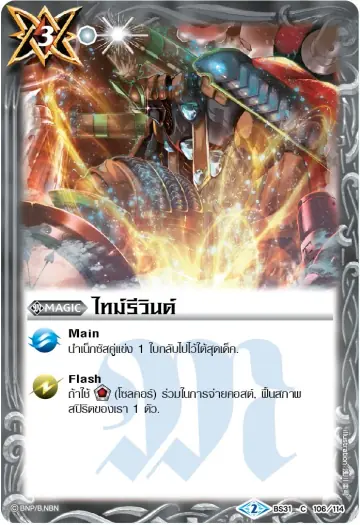 3
MAGIC ไทม์รีวินด์
Main
นำเน็กซัสคู่แข่ง 1 ใบกลับไปไว้ใต้สุดเด็ค.
Flash
ถ้าใช้ (โซลคอร์) ร่วมในการจ่ายคอสต์, ฟื้นสภาพ
สปิริตของเรา 1 ตัว.
©BNP/B,NBN
2 BS31 - C 106/114